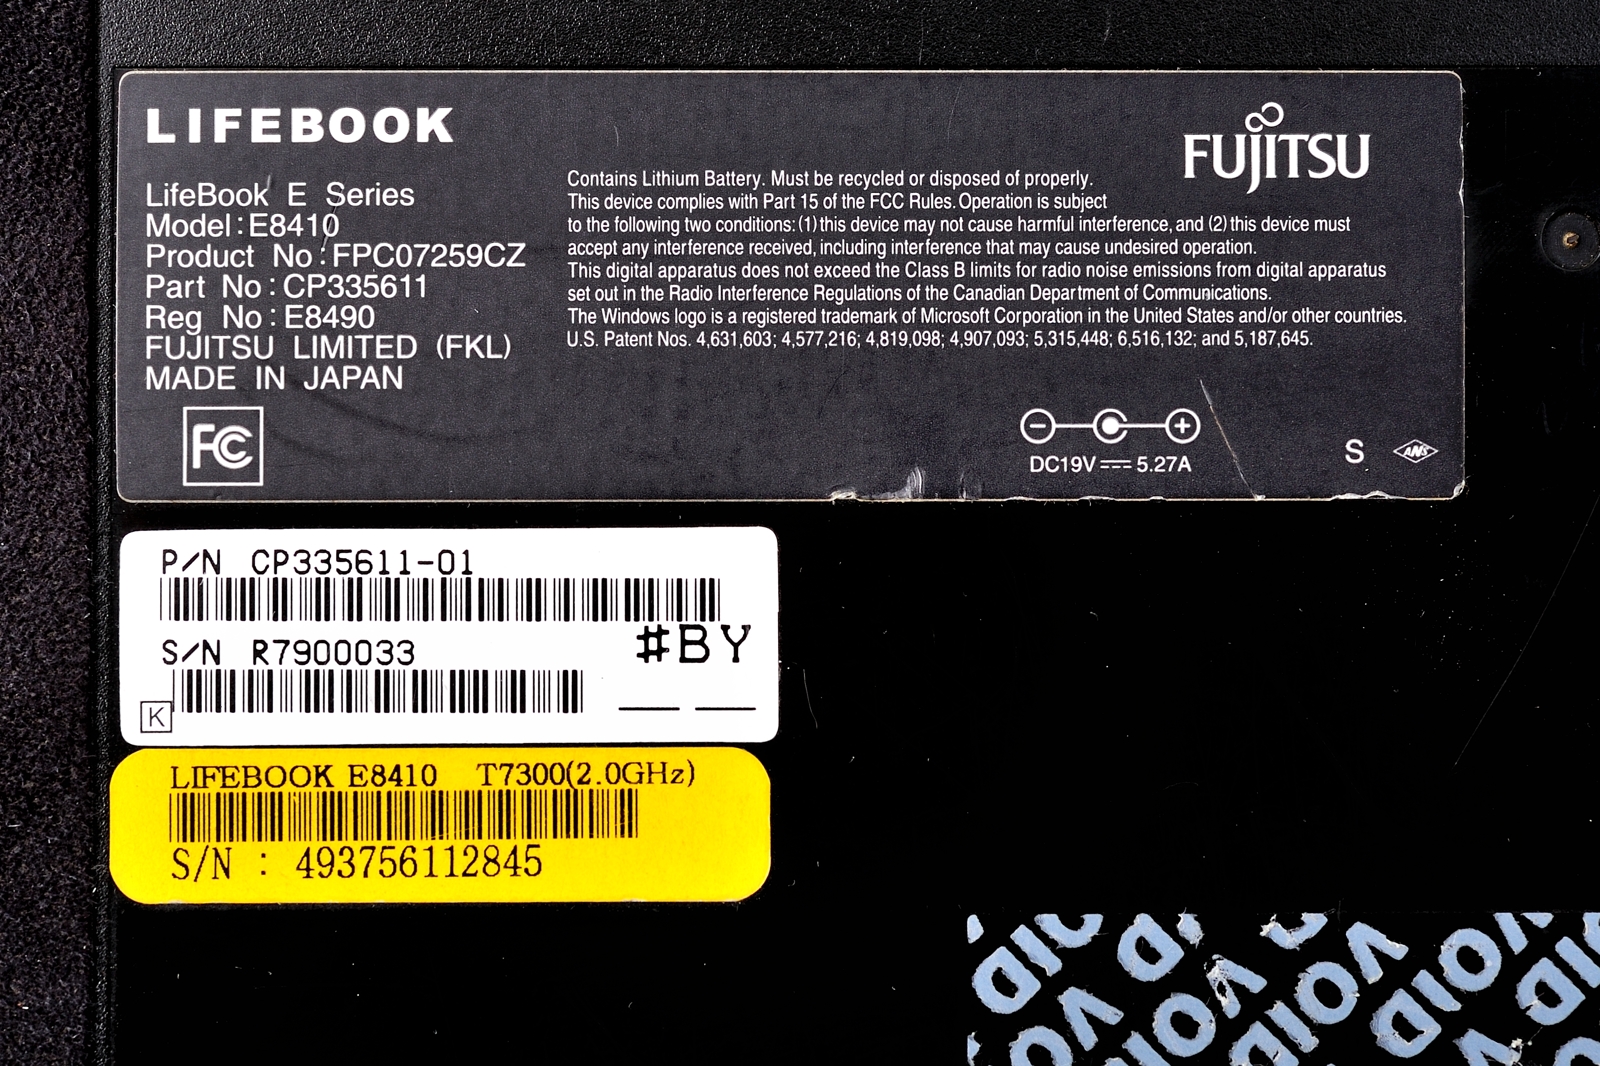 LIFEBOOK
FUJITSU
LifeBook E Series
Model:E8410
Product No:FPC07259CZ
Part No:CP335611
Reg No:E8490
FUJITSU LIMITED (FKL)
MADE IN JAPAN
FC
Contains Lithium Battery. Must be recycled or disposed of properly.
This device complies with Part 15 of the FCC Rules. Operation is subject
to the following two conditions: (1) this device may not cause harmful interference, and (2) this device must
accept any interference received, including interference that may cause undesired operation.
This digital apparatus does not exceed the Class B limits for radio noise emissions from digital apparatus
set out in the Radio Interference Regulations of the Canadian Department of Communications.
The Windows logo is a registered trademark of Microsoft Corporation in the United States and/or other countries.
U.S. Patent Nos. 4,631,603; 4,577,216; 4,819,098; 4,907,093; 5,315,448; 6,516,132; and 5,187,645.
DC19V 5.27A
S
ANS
P/N CP335611-01
S/N R7900033
#BY
K
LIFEBOOK E8410 T7300(2.0GHz)
S/N : 493756112845
VOID VOID VOID VOID